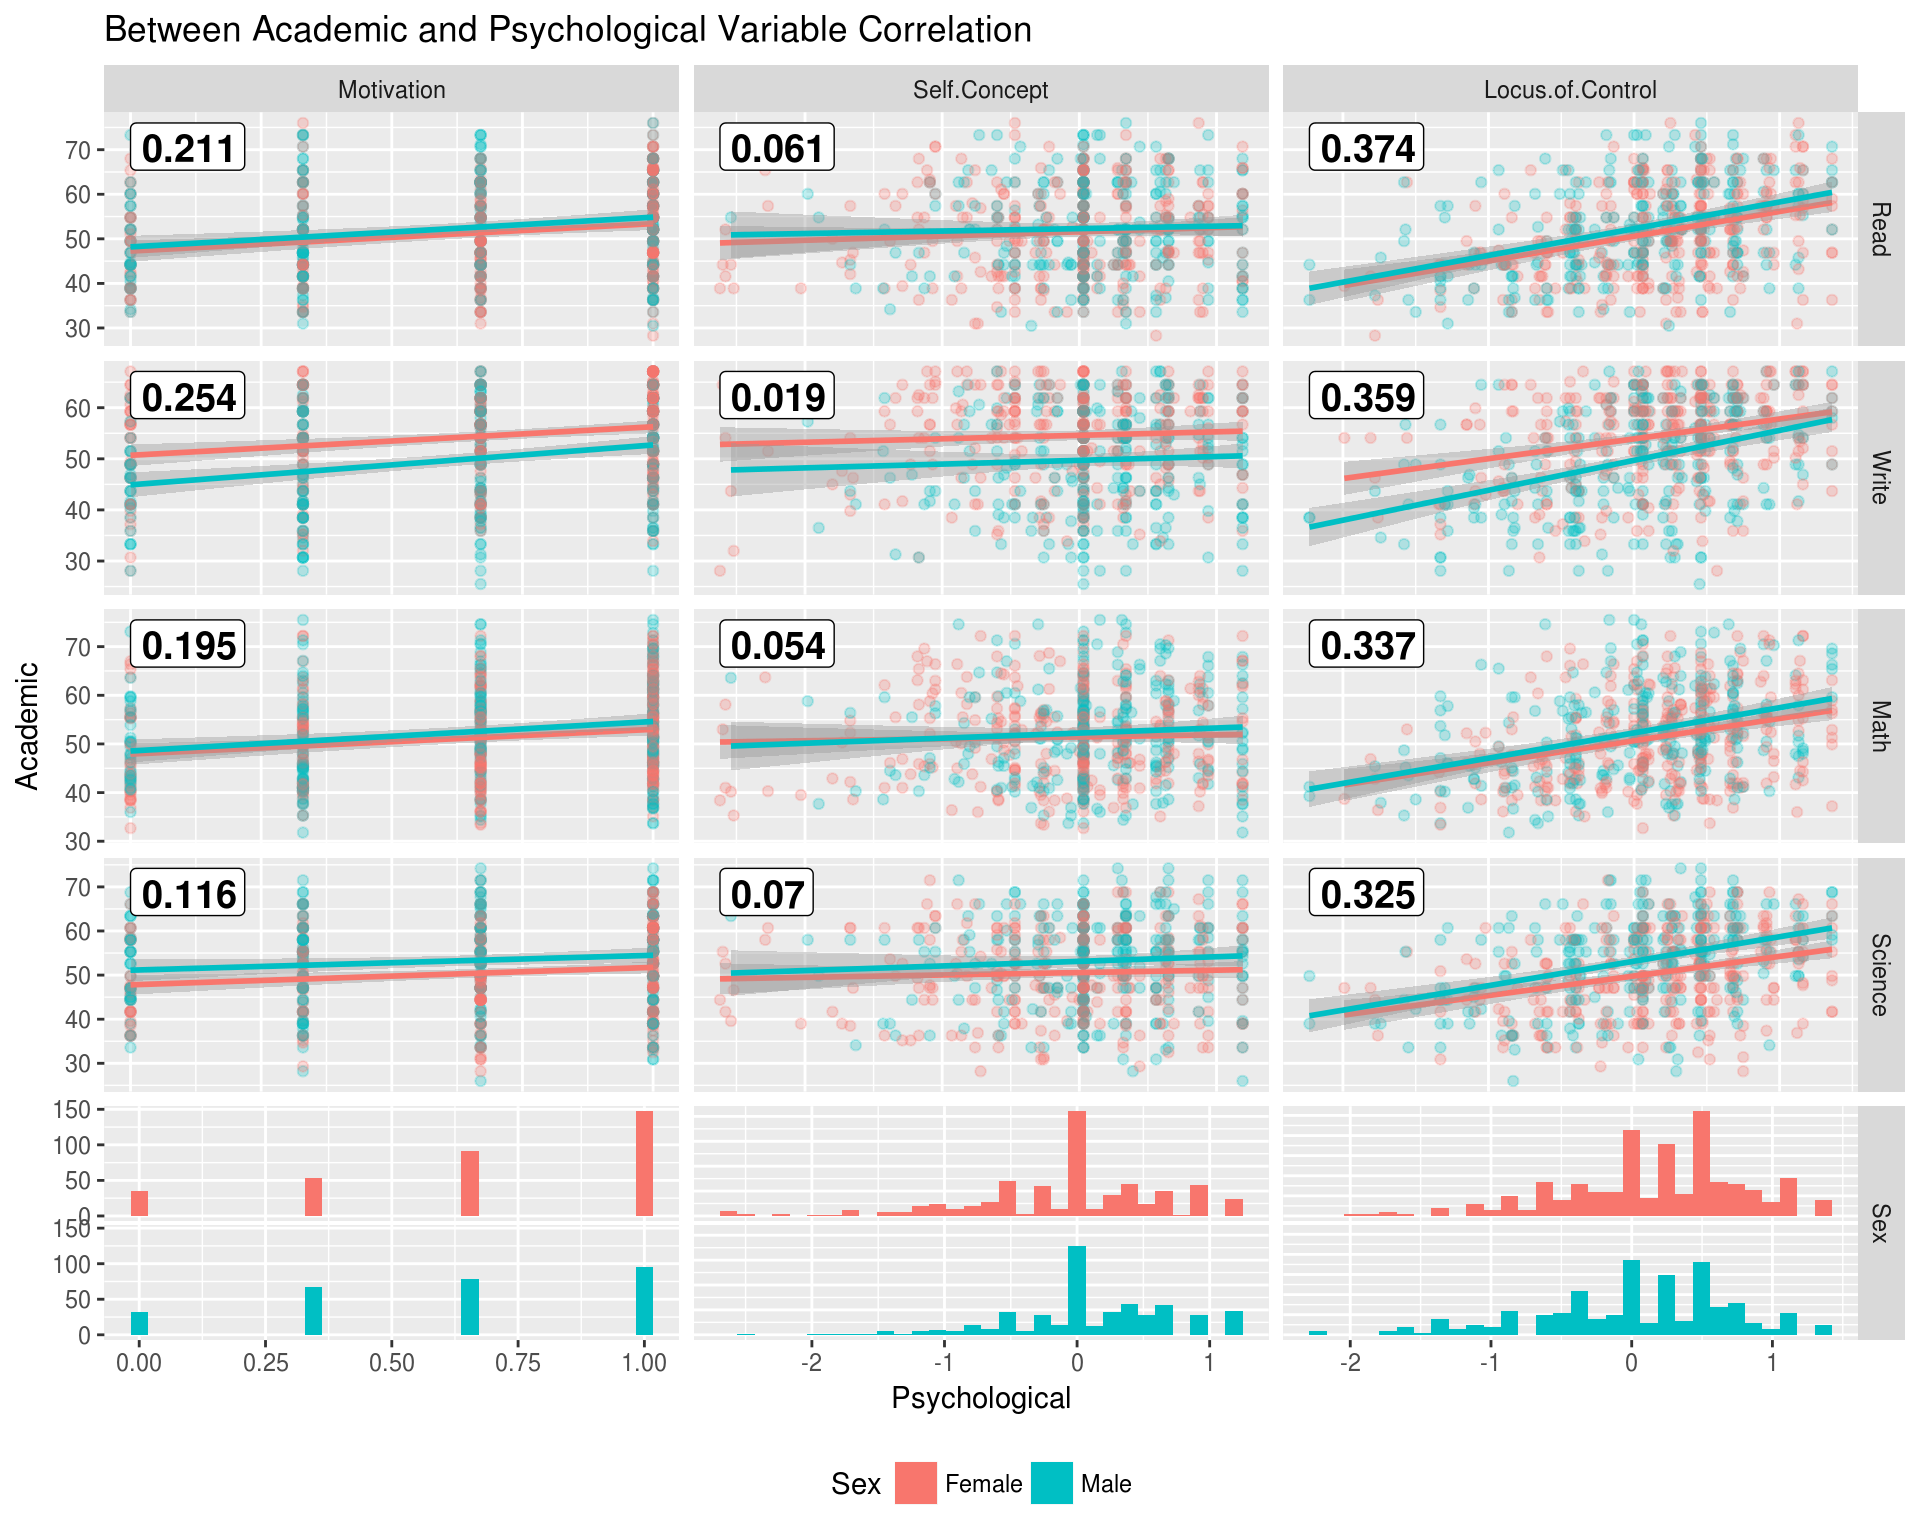 Between Academic and Psychological Variable Correlation
Motivation
Self.Concept
Locus.of.Control
0.211
0.061
0.374
70
60
50
40
30
Read
0.254
0.019
0.359
60
50
40
30
Write
0.195
0.054
0.337
70
60
50
40
30
Math
0.116
0.07
0.325
70
60
50
40
30
Science
150
100
50
0
150
100
50
0
Sex
Academic
0.00 0.25 0.50 0.75 1.00
-2 -1 0 1
-2 -1 0 1
Psychological
Sex Female Male